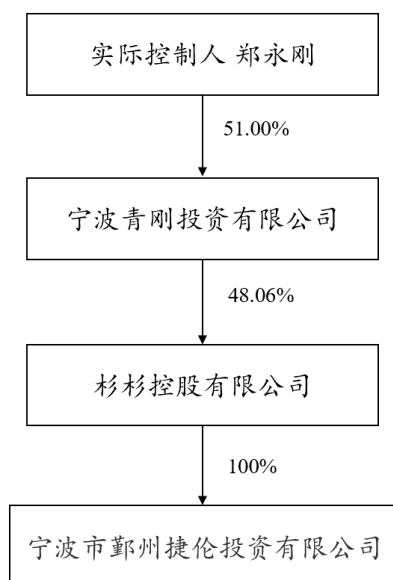 实际控制人 郑永刚
51.00%
宁波青刚投资有限公司
48.06%
杉杉控股有限公司
100%
宁波市鄞州捷伦投资有限公司